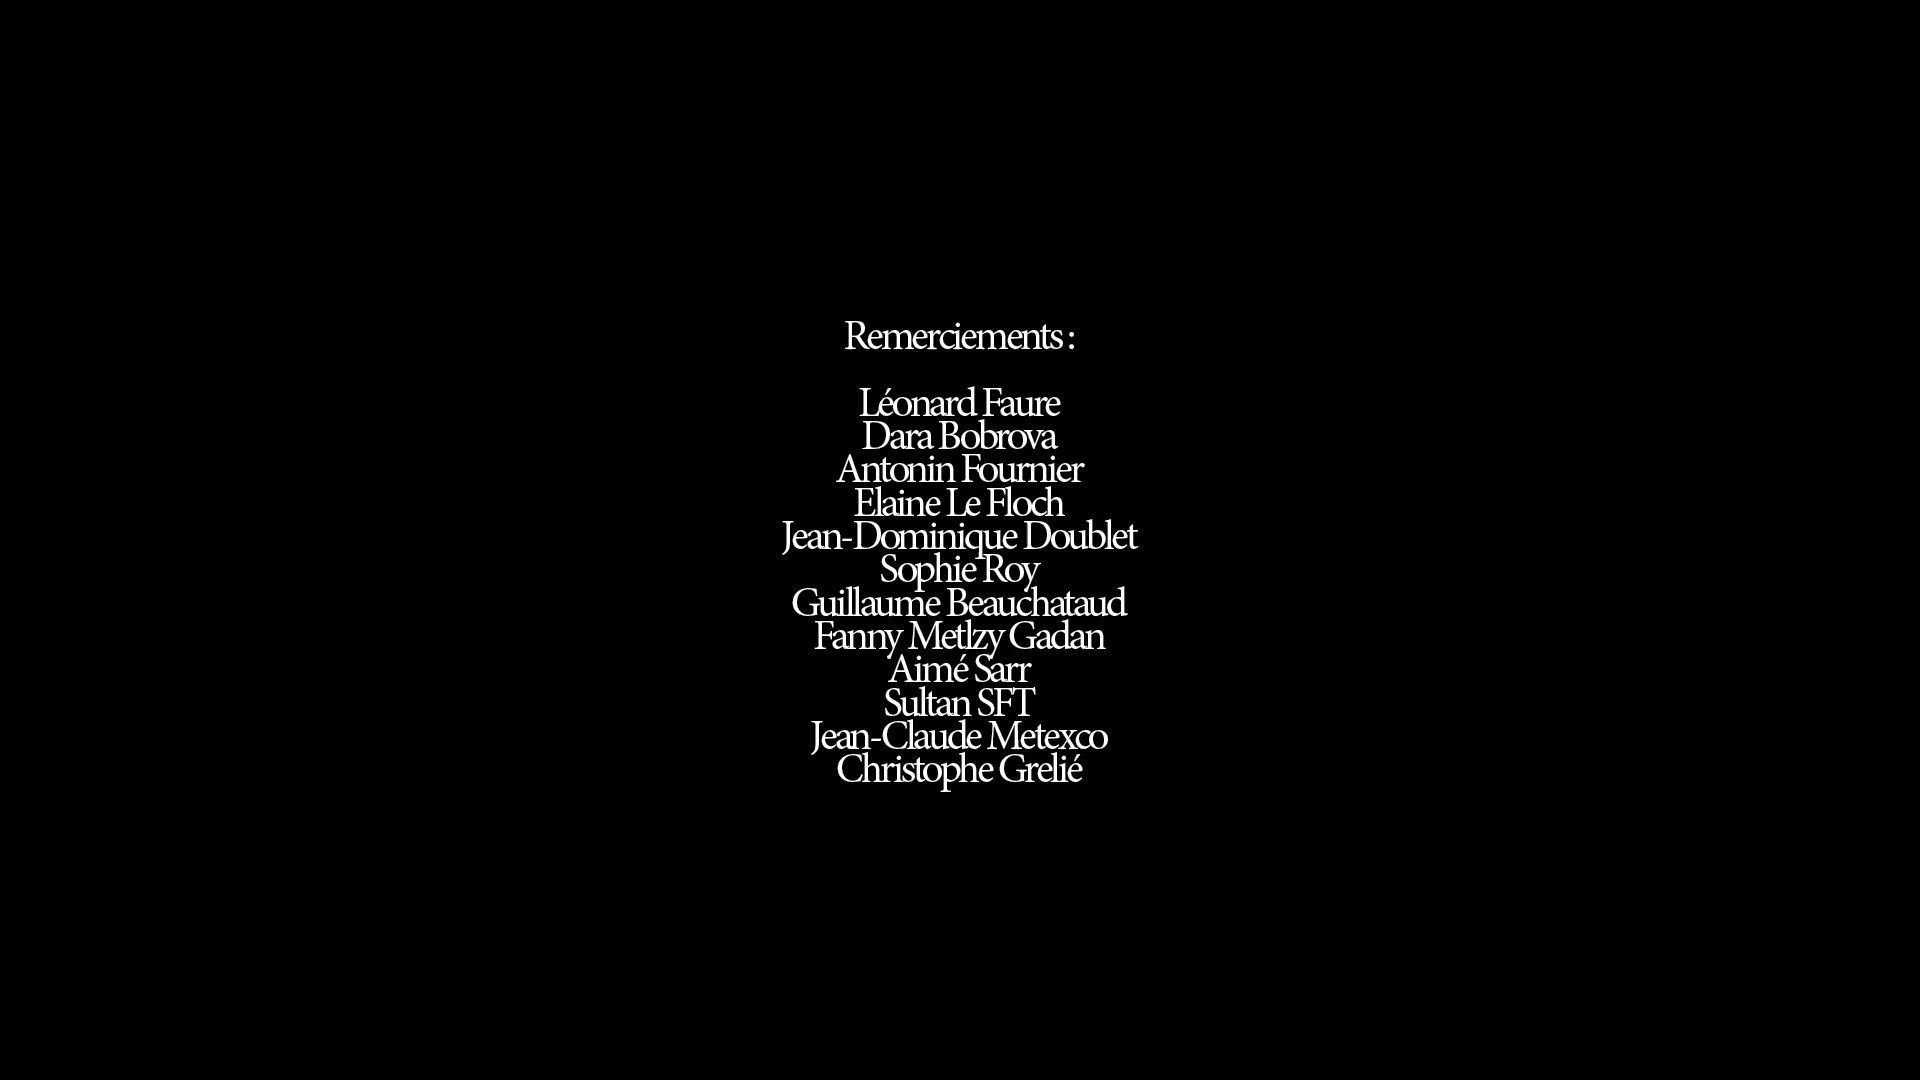 Remerciements :
Léonard Faure
Dara Bobrova
Antonin Fournier
Elaine Le Floch
Jean-Dominique Doublet
Sophie Roy
Guillaume Beauchataud
Fanny Metlzy Gadan
Aimé Sarr
Sultan SFT
Jean-Claude Metexco
Christophe Grelié